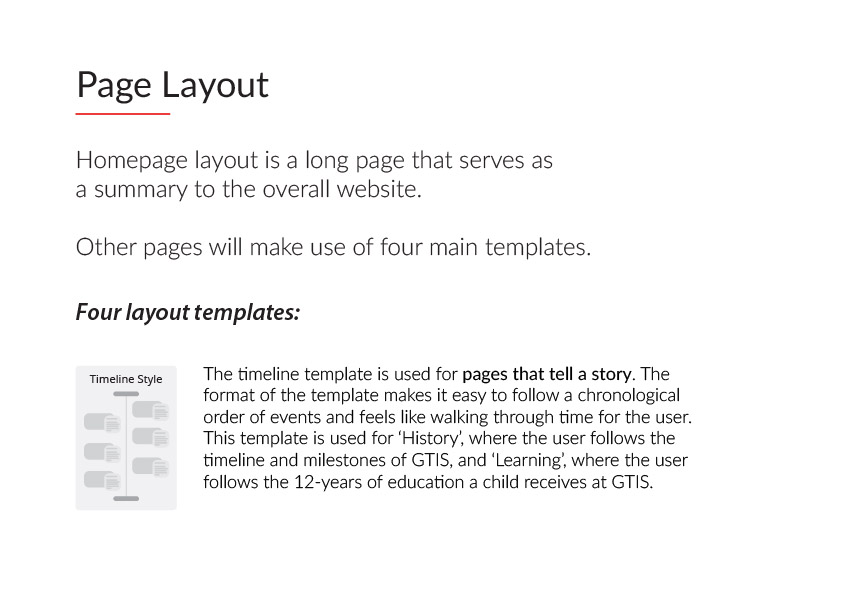 Page Layout
Homepage layout is a long page that serves as
a summary to the overall website.
Other pages will make use of four main templates.
Four layout templates:
Timeline Style
The timeline template is used for pages that tell a story. The
format of the template makes it easy to follow a chronological
order of events and feels like walking through time for the user.
This template is used for ‘History’, where the user follows the
timeline and milestones of GTIS, and ‘Learning’, where the user
follows the 12-years of education a child receives at GTIS.